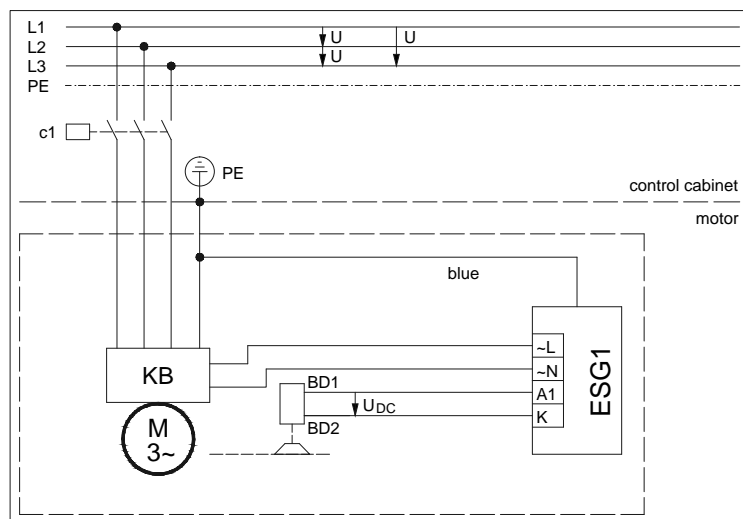 L1
U
U
L2
U
L3
PE
c1
PE
control cabinet
motor
blue
~L
KB
~N
ESG1
BD1
A1
UDC
K
BD2
M
3~